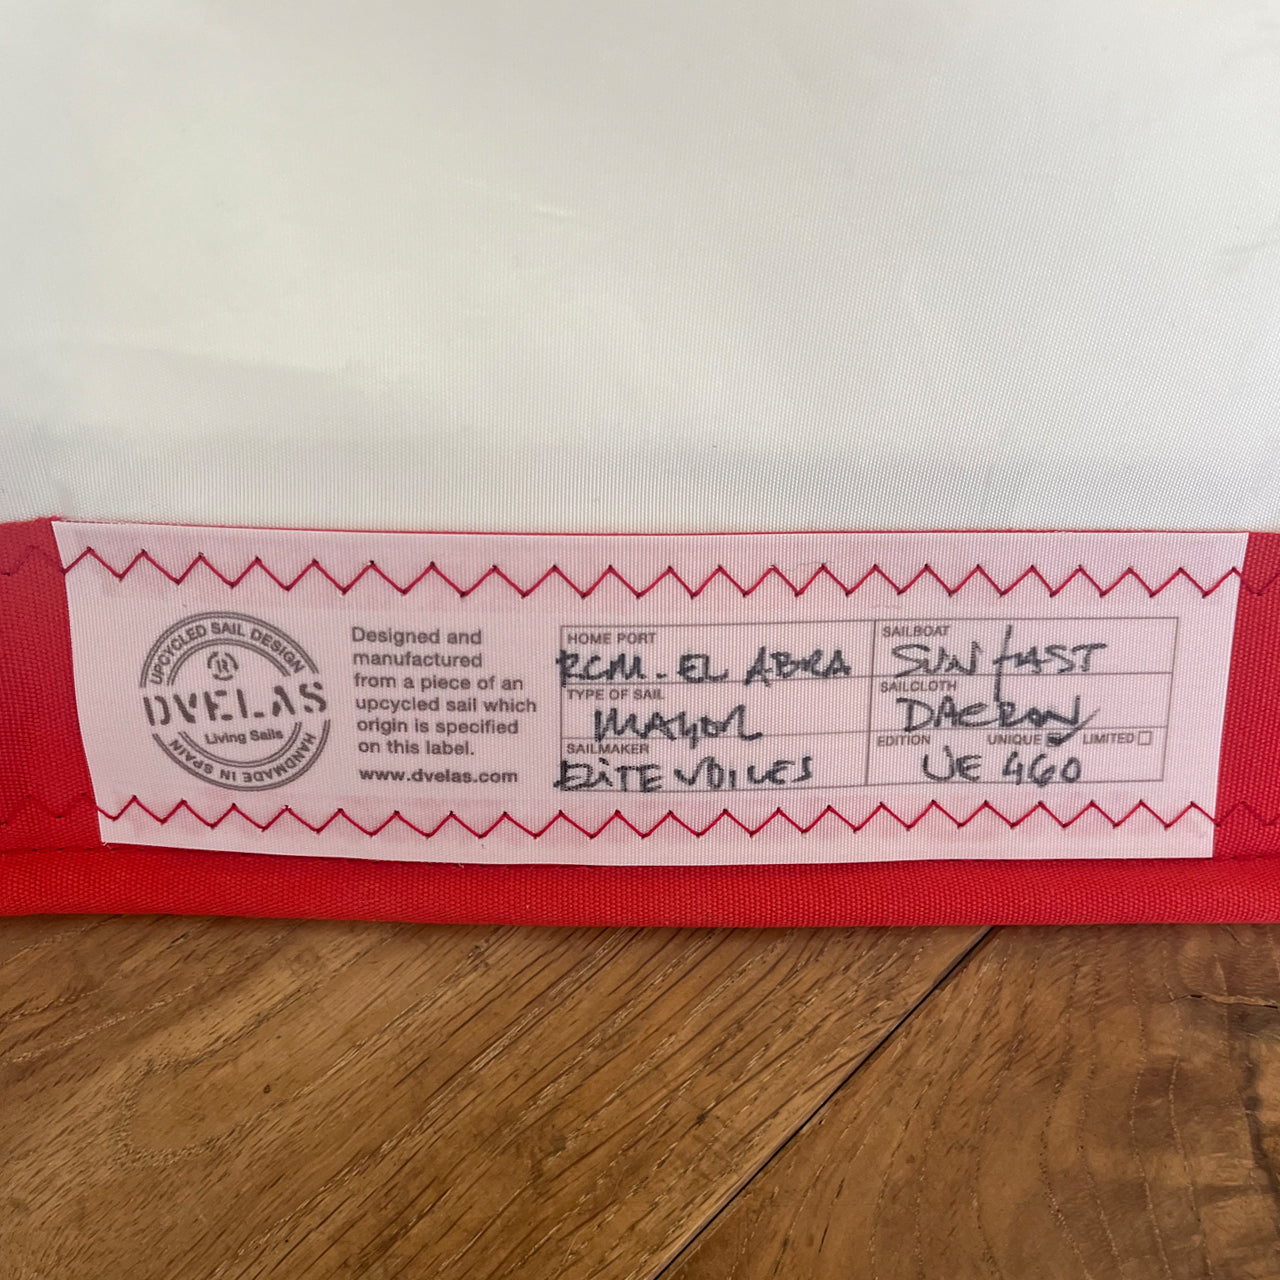 UPCYCLED SAIL DESIGN
DVELAS
Living Sails
HANDMADE IN SPAIN
Designed and
manufactured
from a piece of an
upcycled sail which
origin is specified
on this label.
www.dvelas.com
HOME PORT
R.C.M. EL ABRA
TYPE OF SAIL
MAYOR
SAILMAKER
ELITE VOILES
SAILBOAT
SUN FAST
SAILCLOTH
DACRON
EDITION UNIQUE LIMITED
UE 460